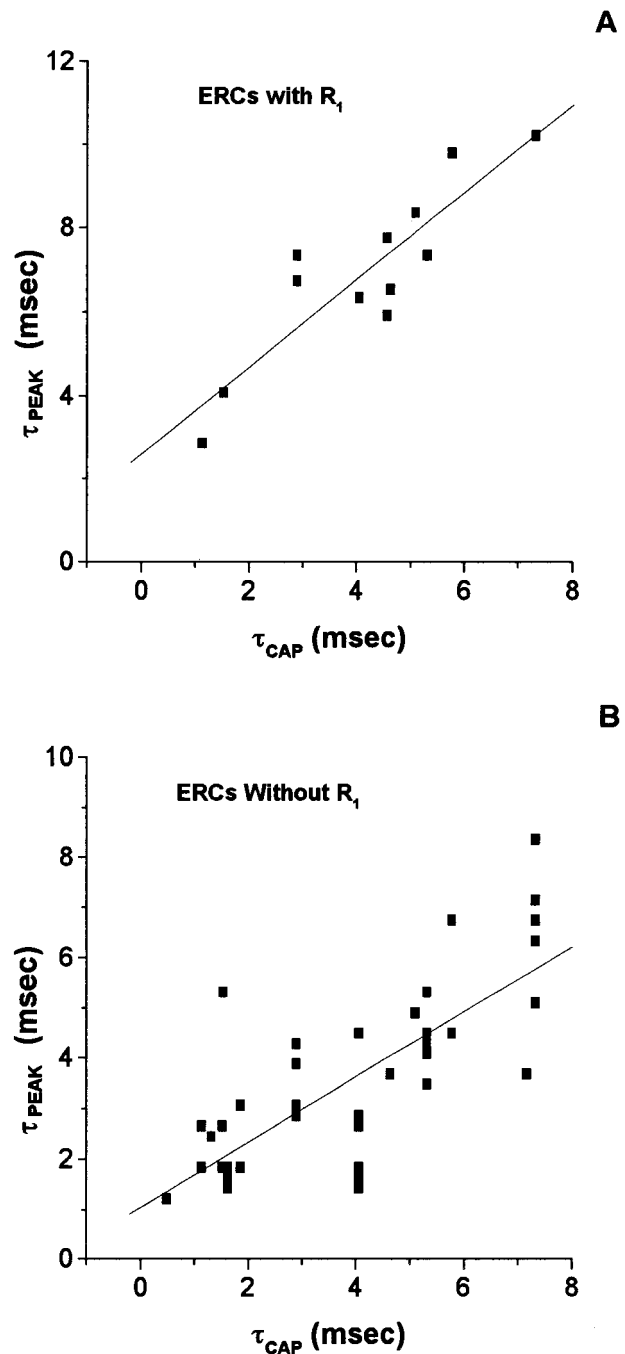 A
12
ERCs with R1
8
τPEAK (msec)
4
0
0 2 4 6 8
τCAP (msec)
B
10
ERCs Without R1
8
6
τPEAK (msec)
4
2
0
0 2 4 6 8
τCAP (msec)